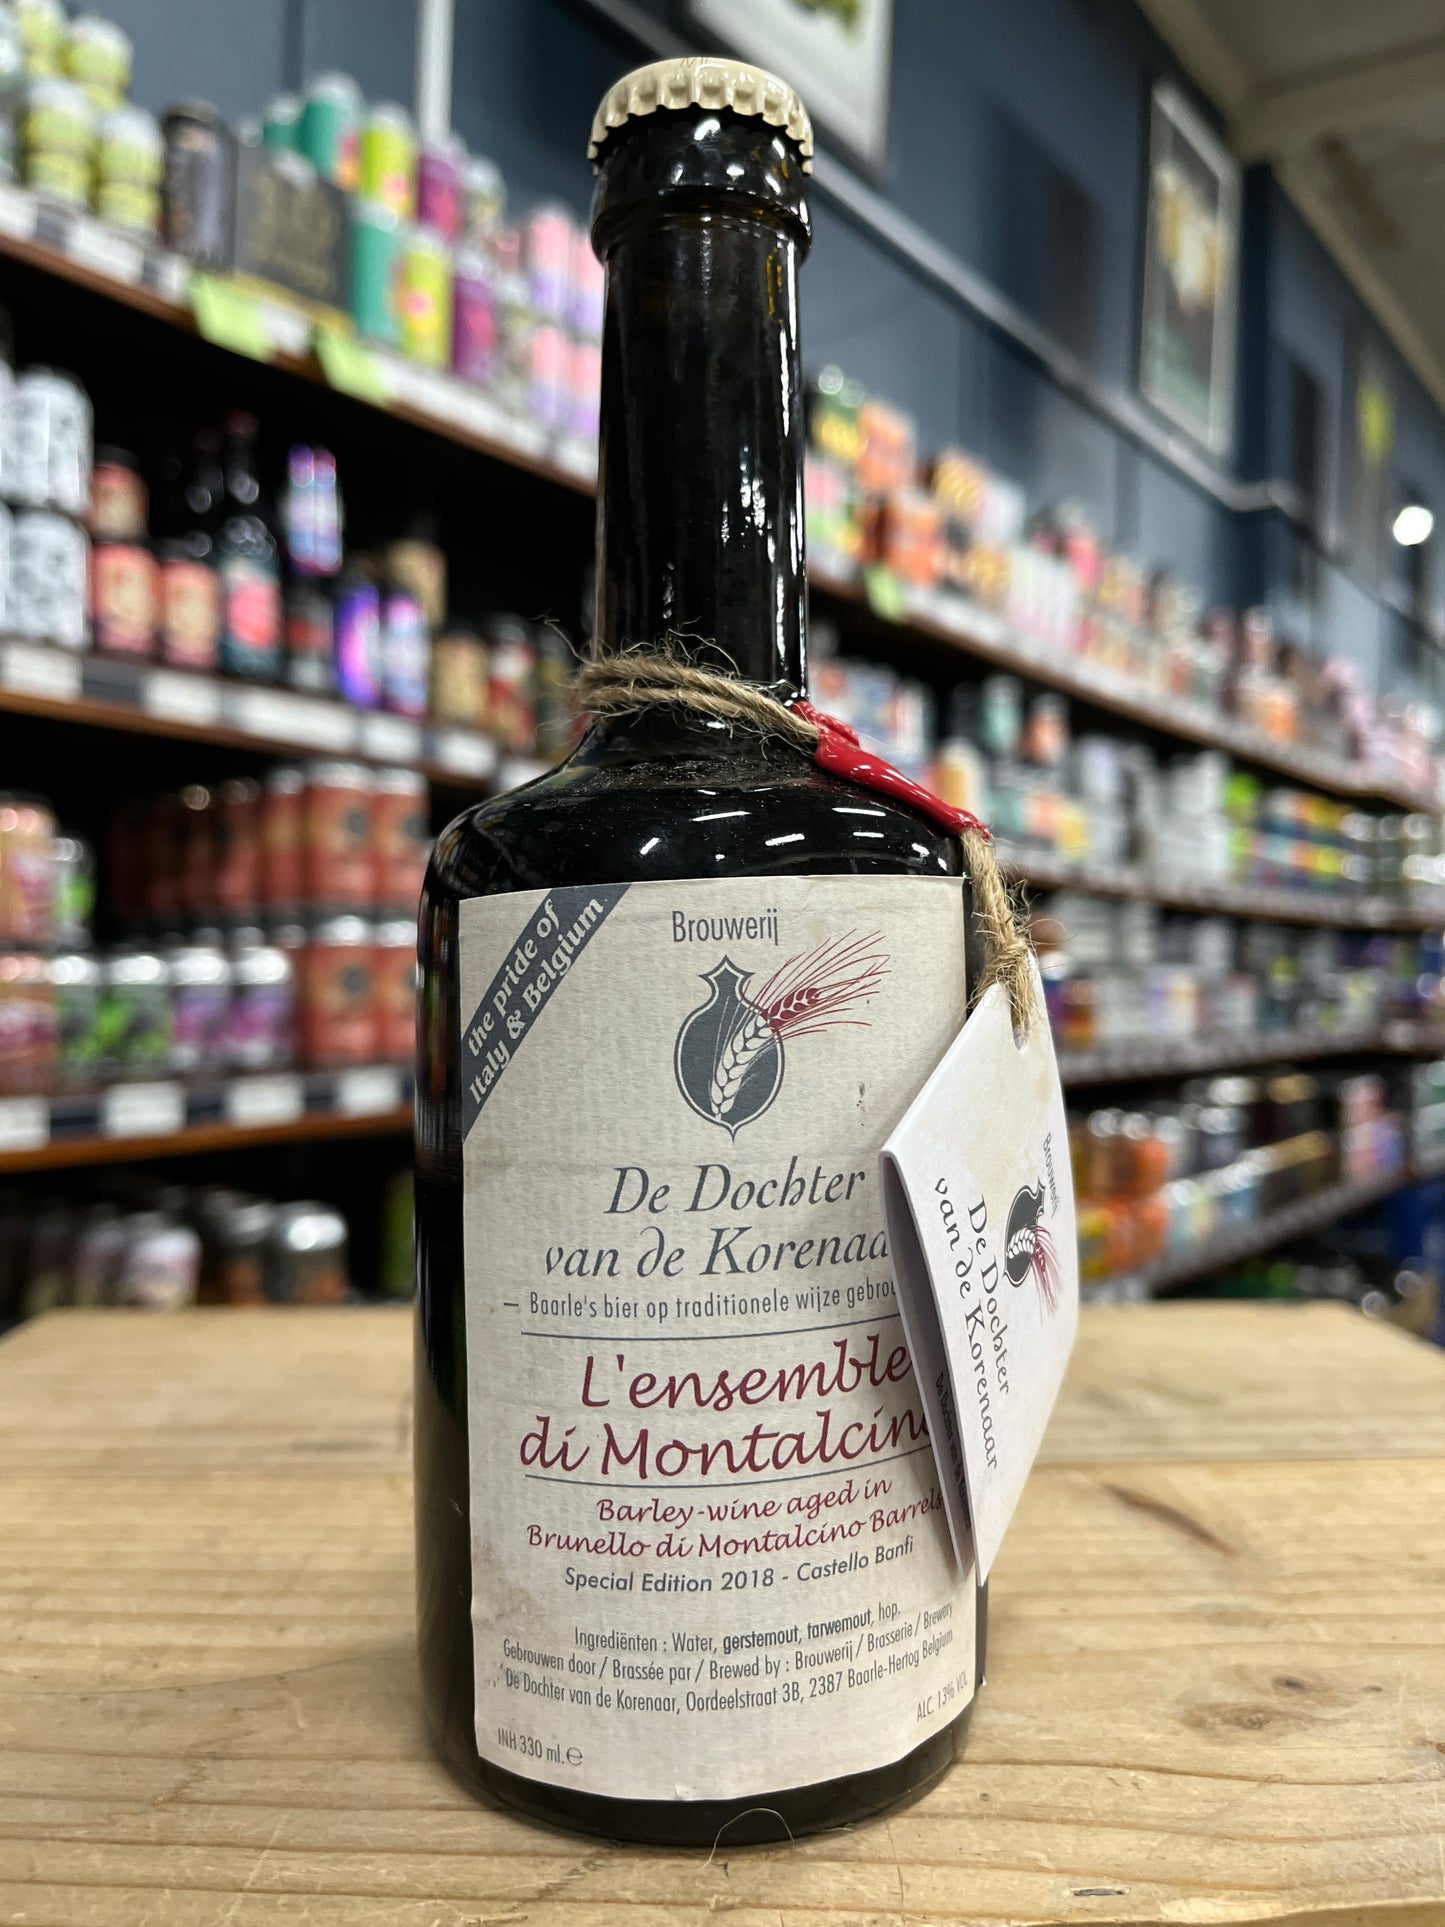 the pride of
Italy & Belgium
Brouwerij
De Dochter
van de Korenaa
– Baarle's bier op traditionele wijze gebrou
L'ensemble
di Montalcino
Barley-wine aged in
Brunello di Montalcino Barrels
Special Edition 2018 - Castello Banfi
Ingrediënten : Water, gerstemout, tarwemout, hop.
Gebrouwen door / Brassée par / Brewed by : Brouwerij / Brasserie / Brewery
De Dochter van de Korenaar, Oordeelstraat 3B, 2387 Baarle-Hertog Belgium
INH 330 ml. ℮
ALC. 13% VOL
Brouwerij
De Dochter
van de Korenaar